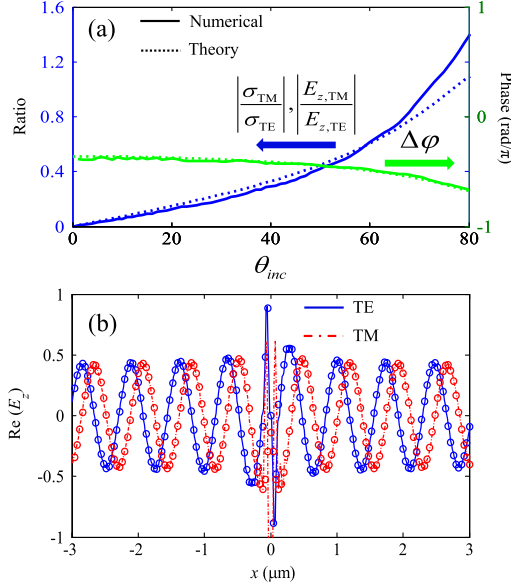 (a)
Numerical
Theory
|σTM/σTE|, |Ez,TM/Ez,TE|
Δφ
Ratio
1.6
1.2
0.8
0.4
0
Phase (rad/π)
1
0
-1
0 20 40 60 80
θinc
(b)
TE
TM
Re (Ez)
1
0.5
0
-0.5
-1
-3 -2 -1 0 1 2 3
x (μm)